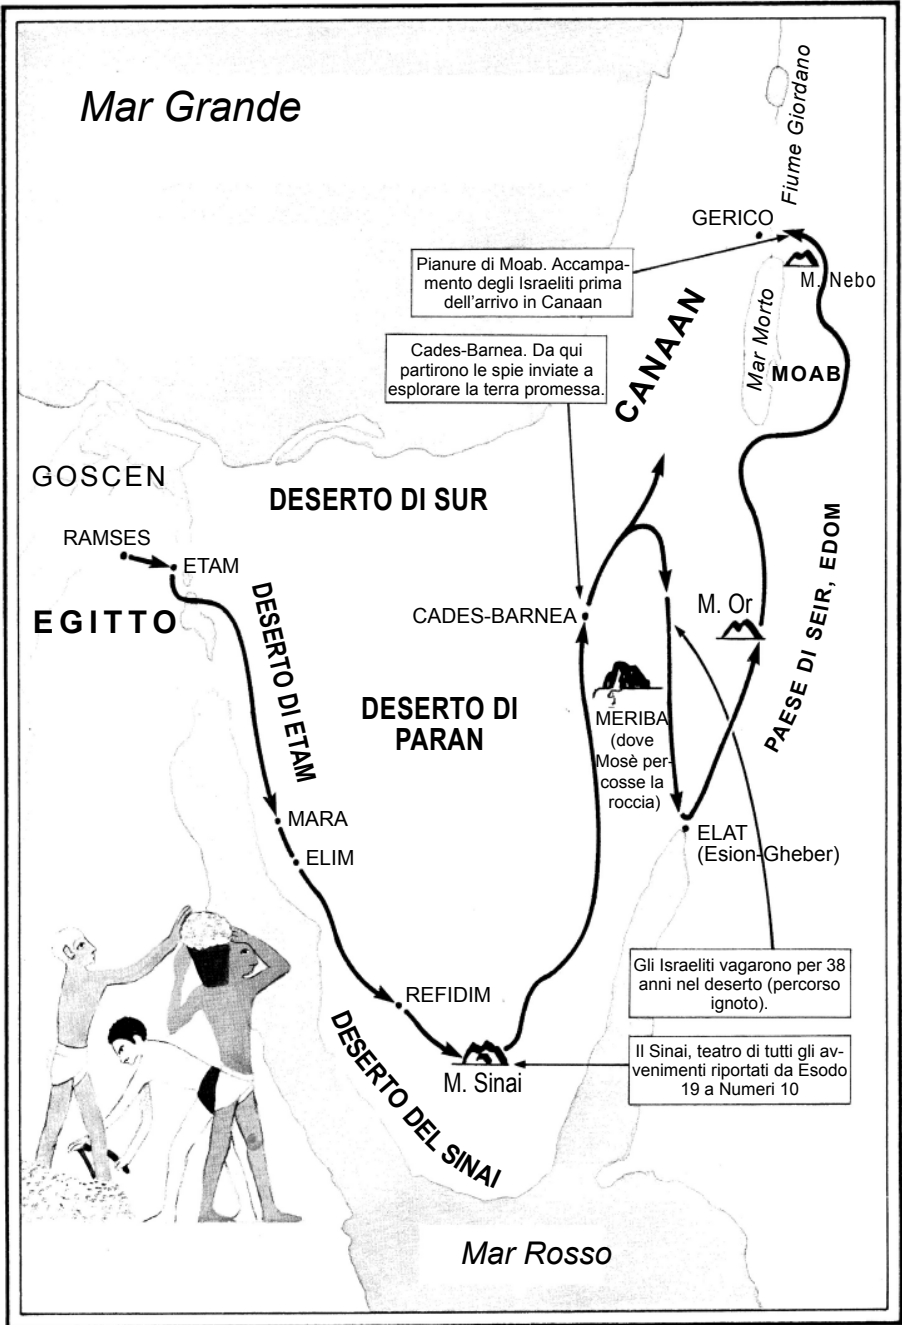 Mar Grande
Fiume Giordano
GERICO
Pianure di Moab. Accampa-
mento degli Israeliti prima
dell'arrivo in Canaan
M. Nebo
Mar Morto
MOAB
CANAAN
Cades-Barnea. Da qui
partirono le spie inviate a
esplorare la terra promessa.
GOSCEN
DESERTO DI SUR
RAMSES
ETAM
EGITTO
DESERTO DI ETAM
CADES-BARNEA
M. Or
PAESE DI SEIR, EDOM
DESERTO DI
PARAN
MERIBA
(dove
Mosè per-
cosse la
roccia)
MARA
ELIM
ELAT
(Esion-Gheber)
REFIDIM
Gli Israeliti vagarono per 38
anni nel deserto (percorso
ignoto).
M. Sinai
Il Sinai, teatro di tutti gli av-
venimenti riportati da Esodo
19 a Numeri 10
DESERTO DEL SINAI
Mar Rosso